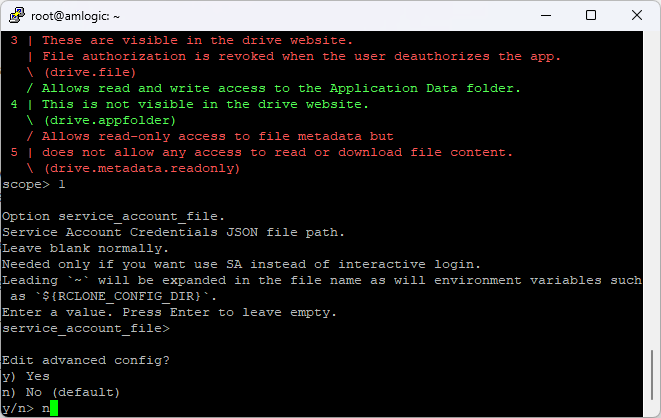 root@amlogic: ~
3 | These are visible in the drive website.
| File authorization is revoked when the user deauthorizes the app.
\ (drive.file)
/ Allows read and write access to the Application Data folder.
4 | This is not visible in the drive website.
\ (drive.appfolder)
/ Allows read-only access to file metadata but
5 | does not allow any access to read or download file content.
\ (drive.metadata.readonly)
scope> 1
Option service_account_file.
Service Account Credentials JSON file path.
Leave blank normally.
Needed only if you want use SA instead of interactive login.
Leading `~` will be expanded in the file name as will environment variables such
as `${RCLONE_CONFIG_DIR}`.
Enter a value. Press Enter to leave empty.
service_account_file>
Edit advanced config?
y) Yes
n) No (default)
y/n> n